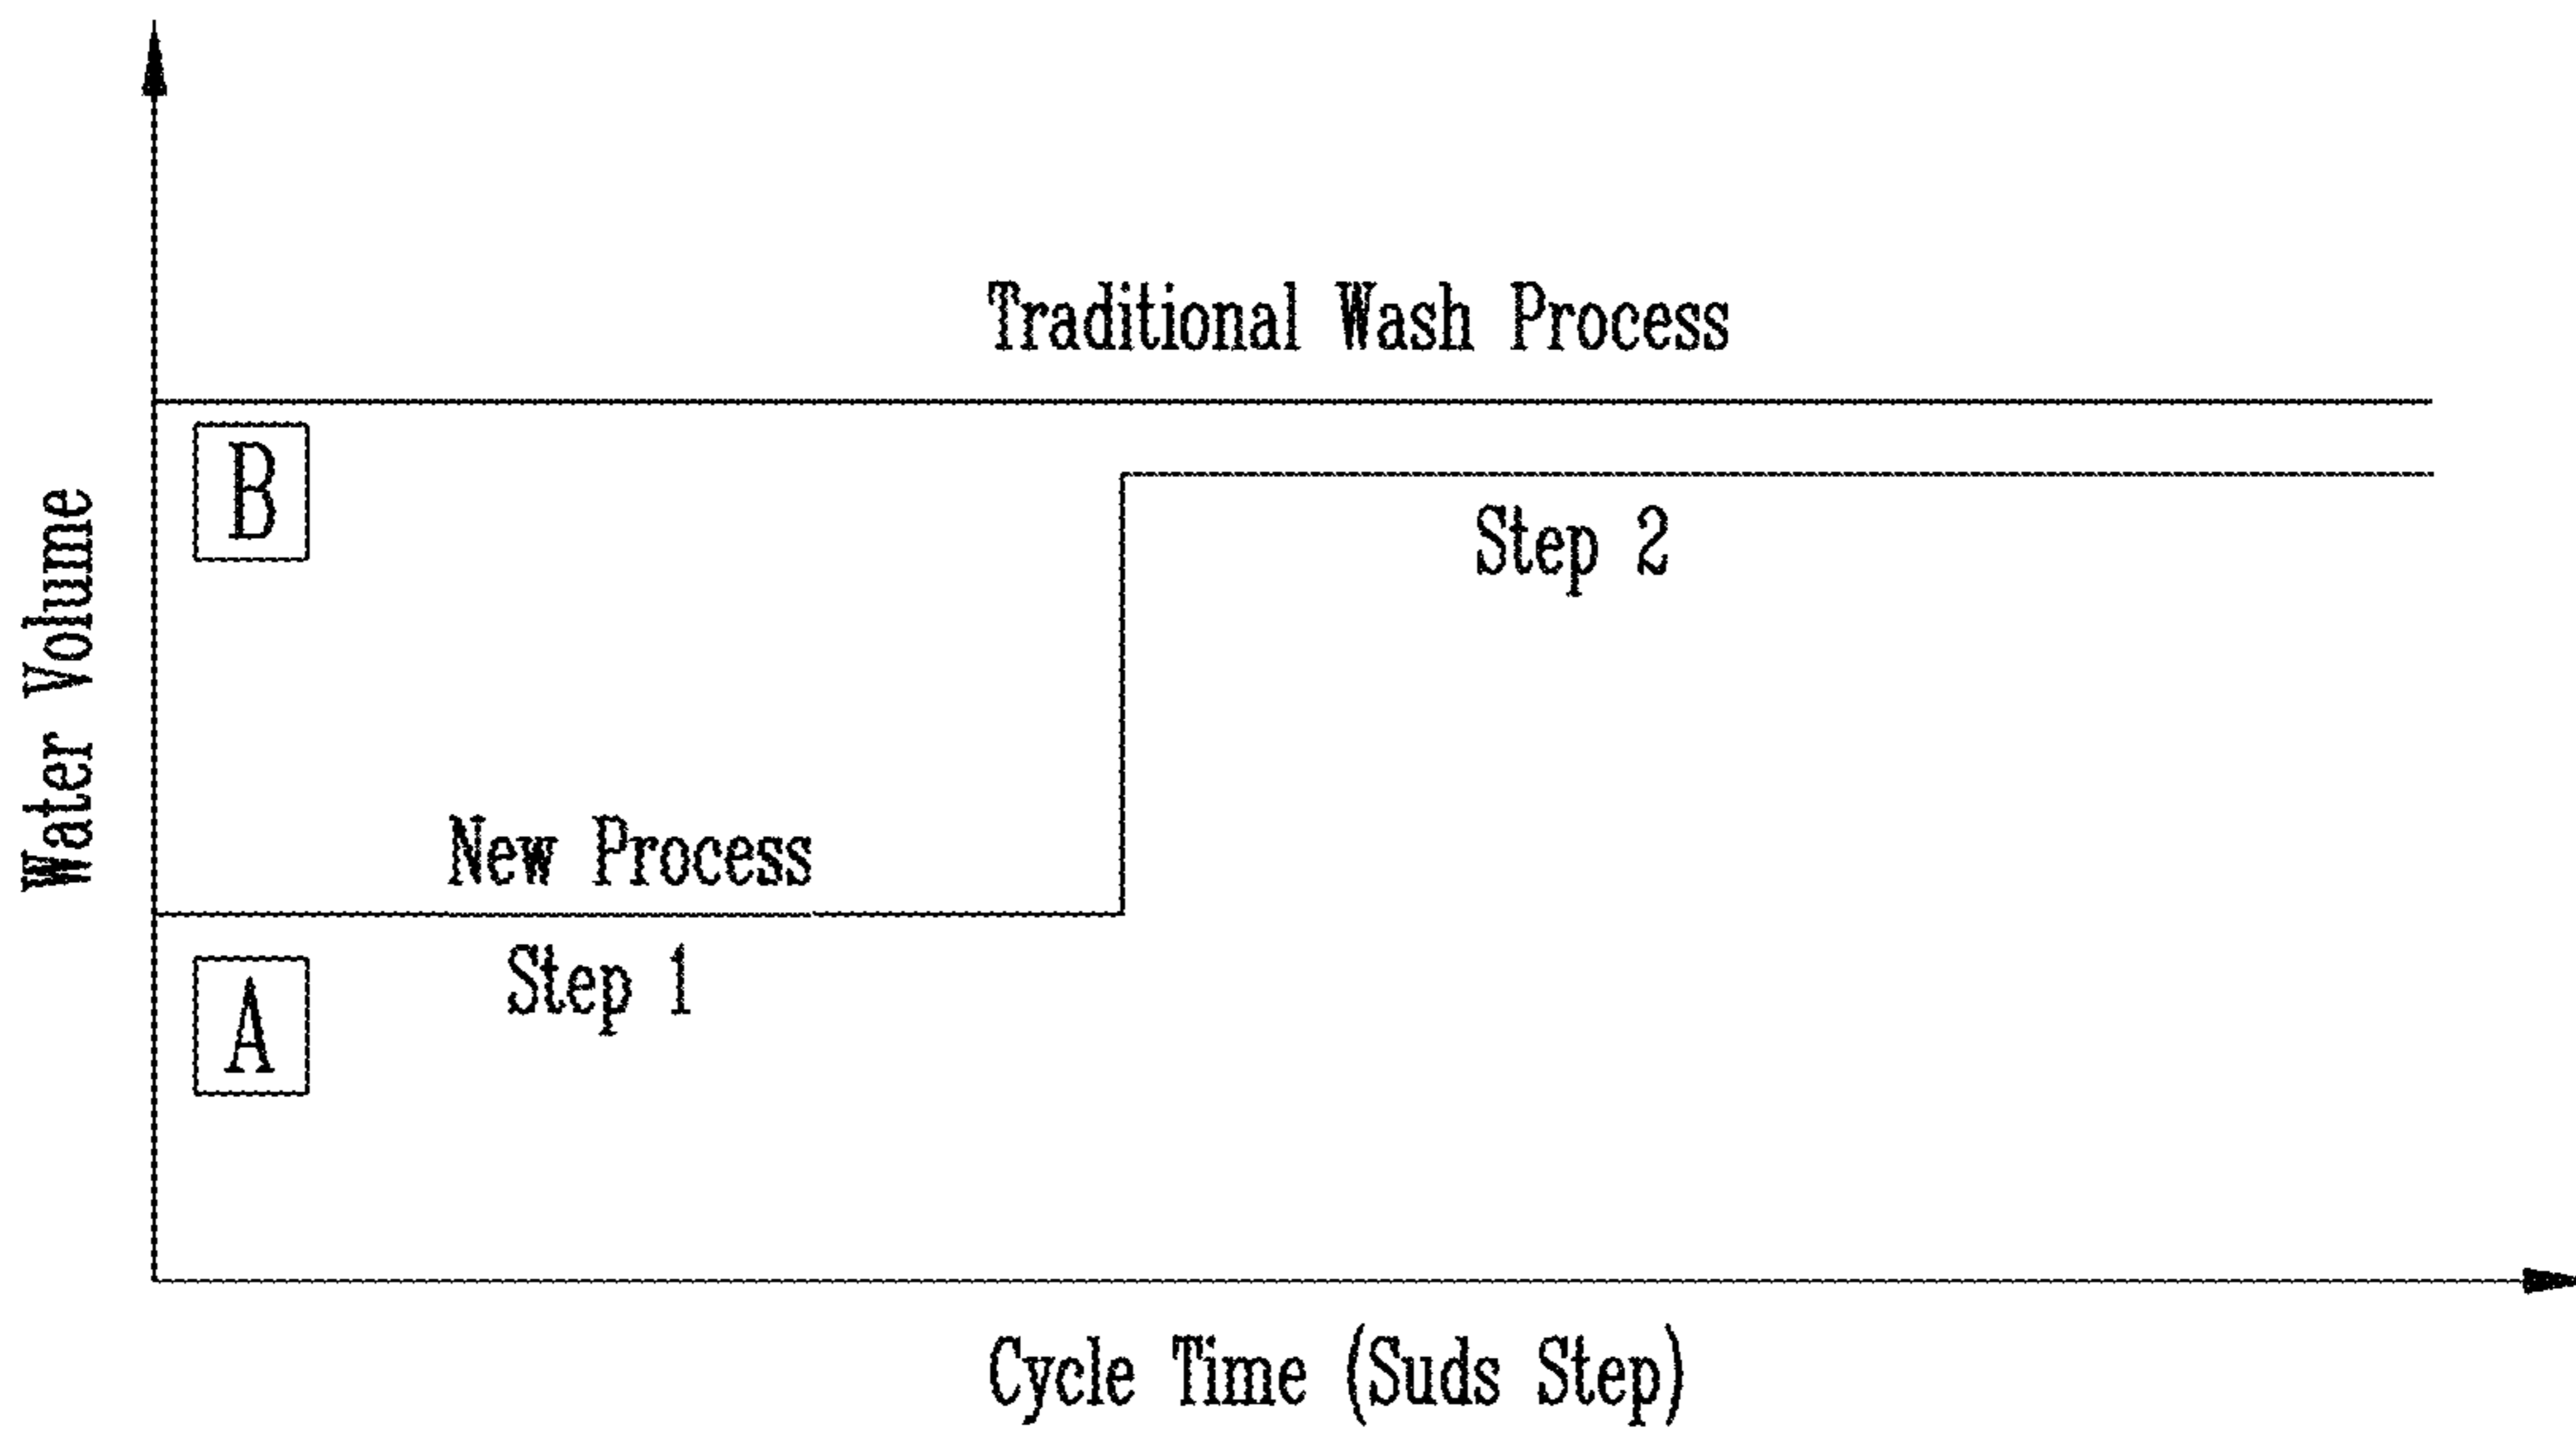 Traditional Wash Process
B
Step 2
Water Volume
New Process
Step 1
A
Cycle Time (Suds Step)